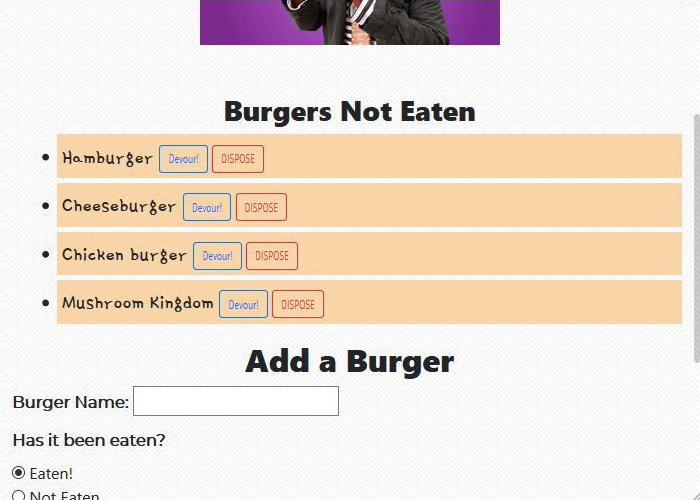 Burgers Not Eaten
Hamburger Devour! DISPOSE
Cheeseburger Devour! DISPOSE
Chicken burger Devour! DISPOSE
Mushroom Kingdom Devour! DISPOSE
Add a Burger
Burger Name:
Has it been eaten?
Eaten!
Not Eaten